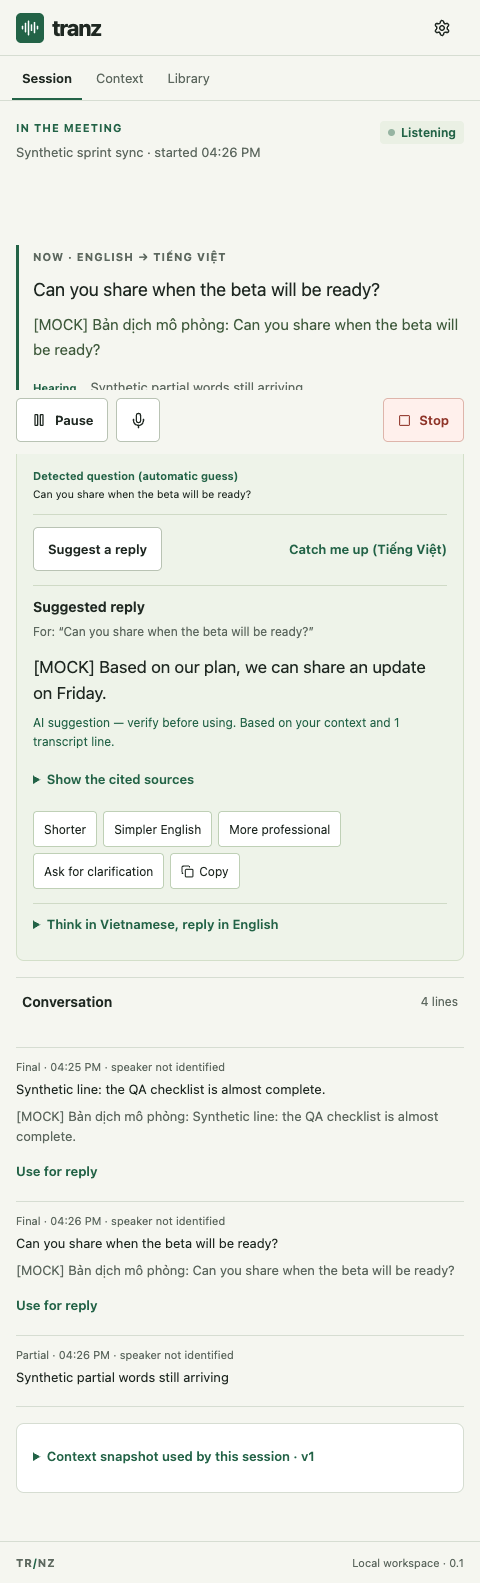 tranz
Session Context Library
IN THE MEETING
Listening
Synthetic sprint sync · started 04:26 PM
NOW · ENGLISH → TIẾNG VIỆT
Can you share when the beta will be ready?
[MOCK] Bản dịch mô phỏng: Can you share when the beta will
be ready?
Hearing Synthetic partial words still arriving
Pause
Stop
Detected question (automatic guess)
Can you share when the beta will be ready?
Suggest a reply
Catch me up (Tiếng Việt)
Suggested reply
For: “Can you share when the beta will be ready?”
[MOCK] Based on our plan, we can share an update
on Friday.
AI suggestion — verify before using. Based on your context and 1
transcript line.
Show the cited sources
Shorter
Simpler English
More professional
Ask for clarification
Copy
Think in Vietnamese, reply in English
Conversation
4 lines
Final · 04:25 PM · speaker not identified
Synthetic line: the QA checklist is almost complete.
[MOCK] Bản dịch mô phỏng: Synthetic line: the QA checklist is almost
complete.
Use for reply
Final · 04:26 PM · speaker not identified
Can you share when the beta will be ready?
[MOCK] Bản dịch mô phỏng: Can you share when the beta will be ready?
Use for reply
Partial · 04:26 PM · speaker not identified
Synthetic partial words still arriving
Context snapshot used by this session · v1
TR/NZ
Local workspace · 0.1